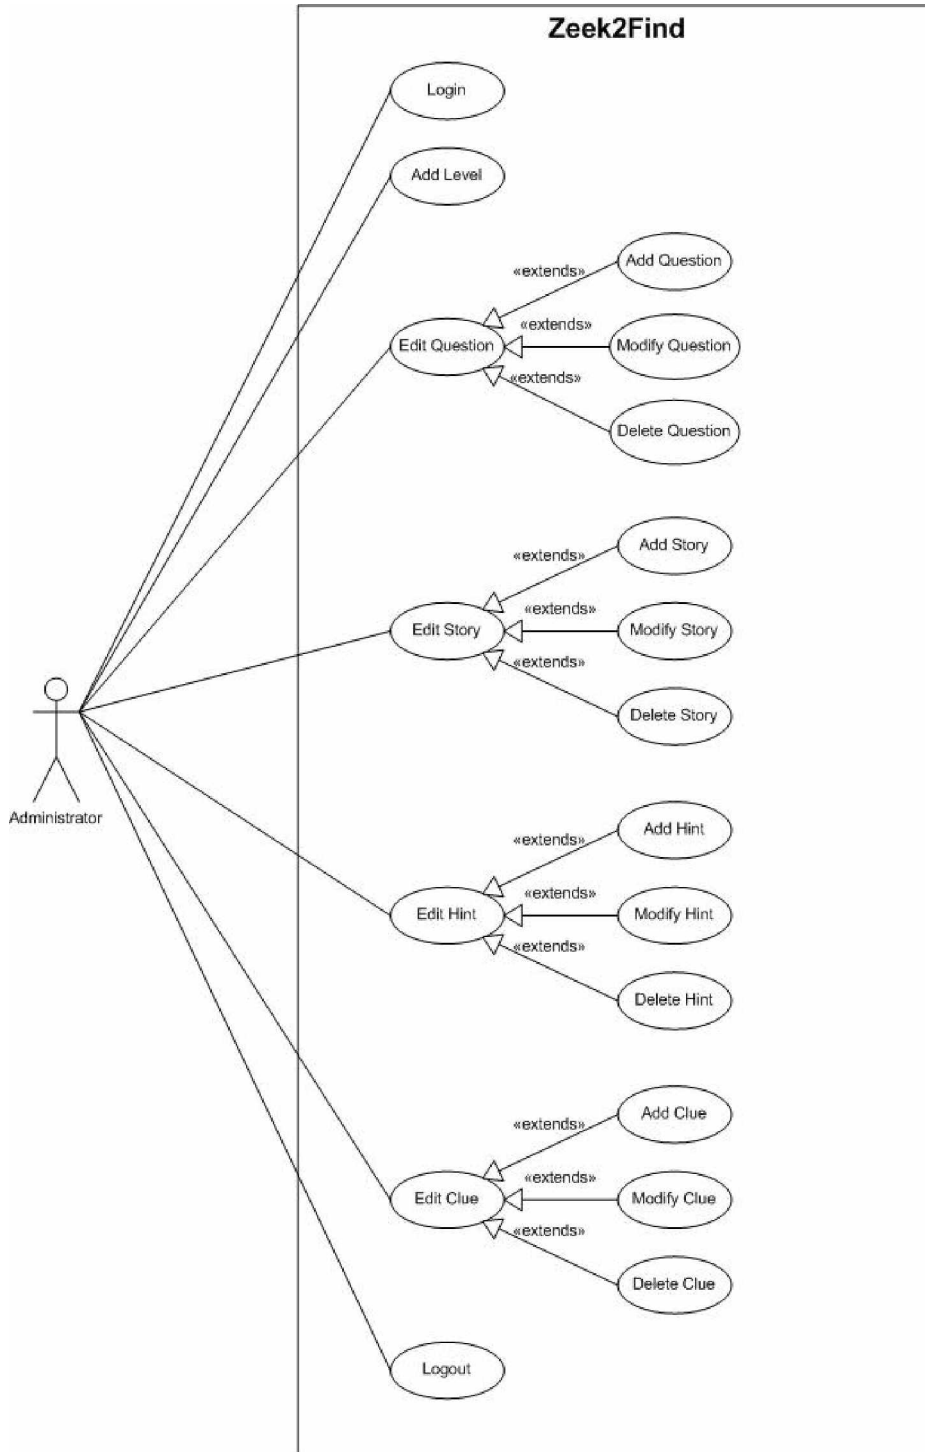 Zeek2Find
Login
Add Level
Add Question
«extends»
«extends»
Edit Question
Modify Question
«extends»
Delete Question
Add Story
«extends»
«extends»
Edit Story
Modify Story
«extends»
Delete Story
Administrator
Add Hint
«extends»
«extends»
Edit Hint
Modify Hint
«extends»
Delete Hint
Add Clue
«extends»
«extends»
Edit Clue
Modify Clue
«extends»
Delete Clue
Logout